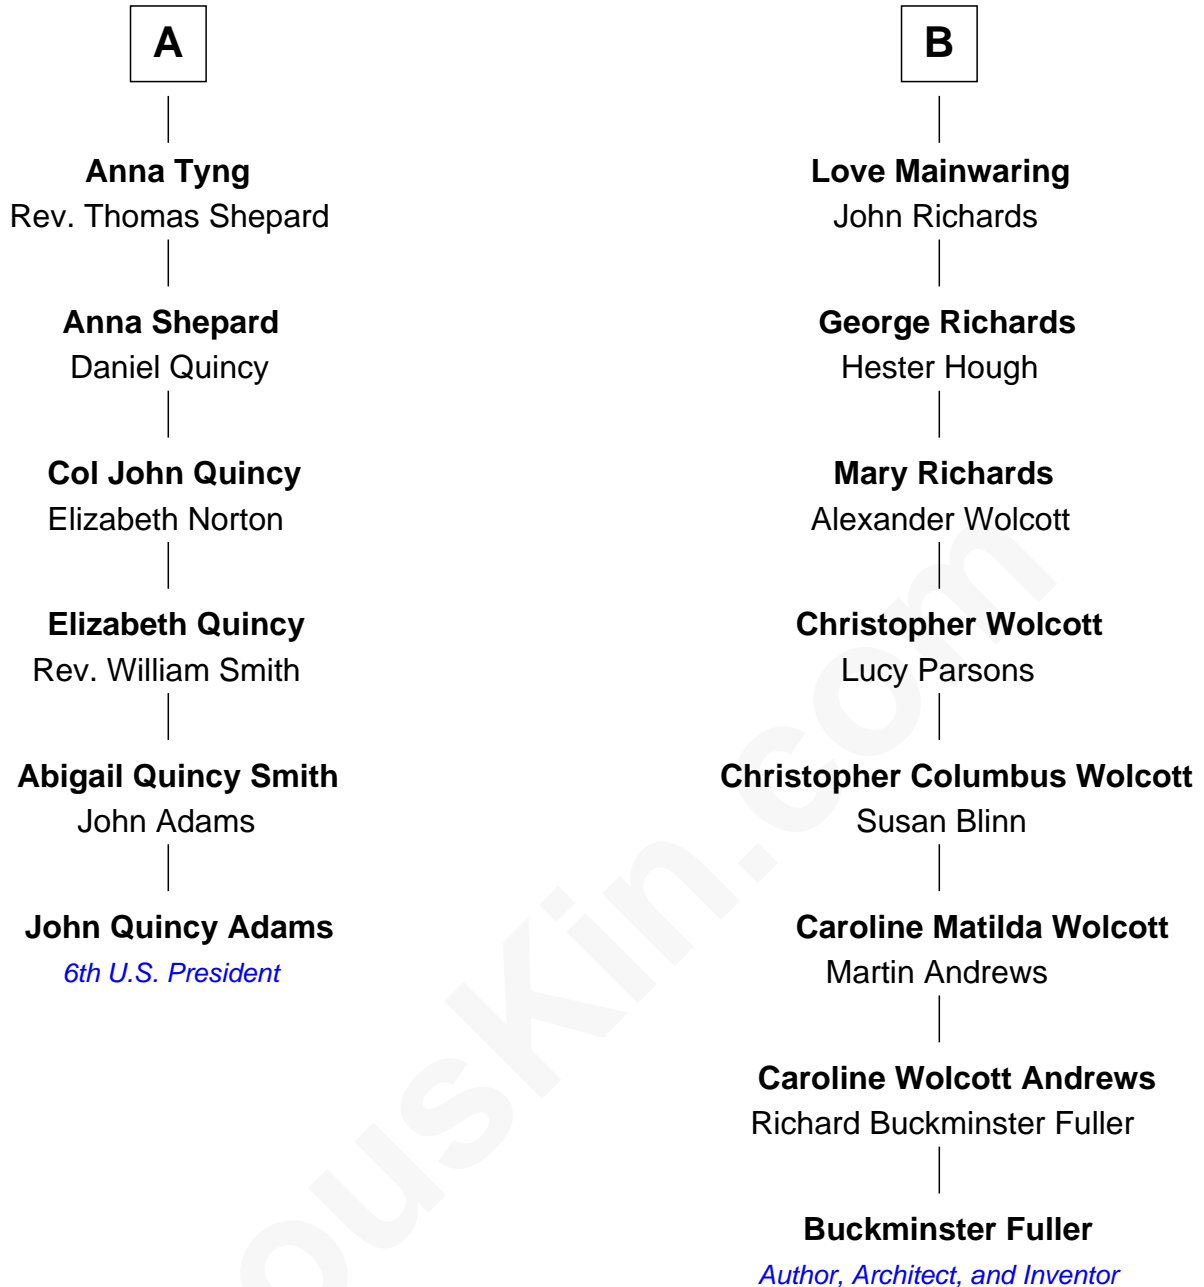 A
Anna Tyng
Rev. Thomas Shepard
Anna Shepard
Daniel Quincy
Col John Quincy
Elizabeth Norton
Elizabeth Quincy
Rev. William Smith
Abigail Quincy Smith
John Adams
John Quincy Adams
6th U.S. President
B
Love Mainwaring
John Richards
George Richards
Hester Hough
Mary Richards
Alexander Wolcott
Christopher Wolcott
Lucy Parsons
Christopher Columbus Wolcott
Susan Blinn
Caroline Matilda Wolcott
Martin Andrews
Caroline Wolcott Andrews
Richard Buckminster Fuller
Buckminster Fuller
Author, Architect, and Inventor
ousKin.com